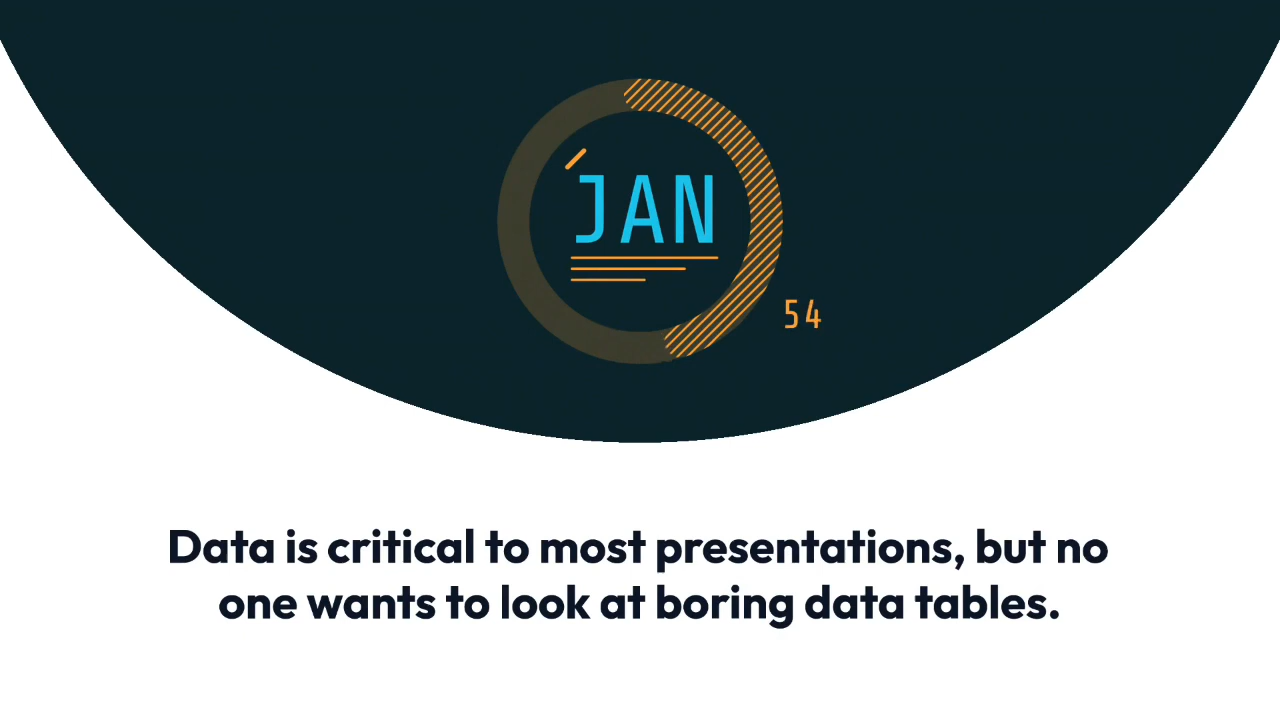 JAN
54
Data is critical to most presentations, but no
one wants to look at boring data tables.